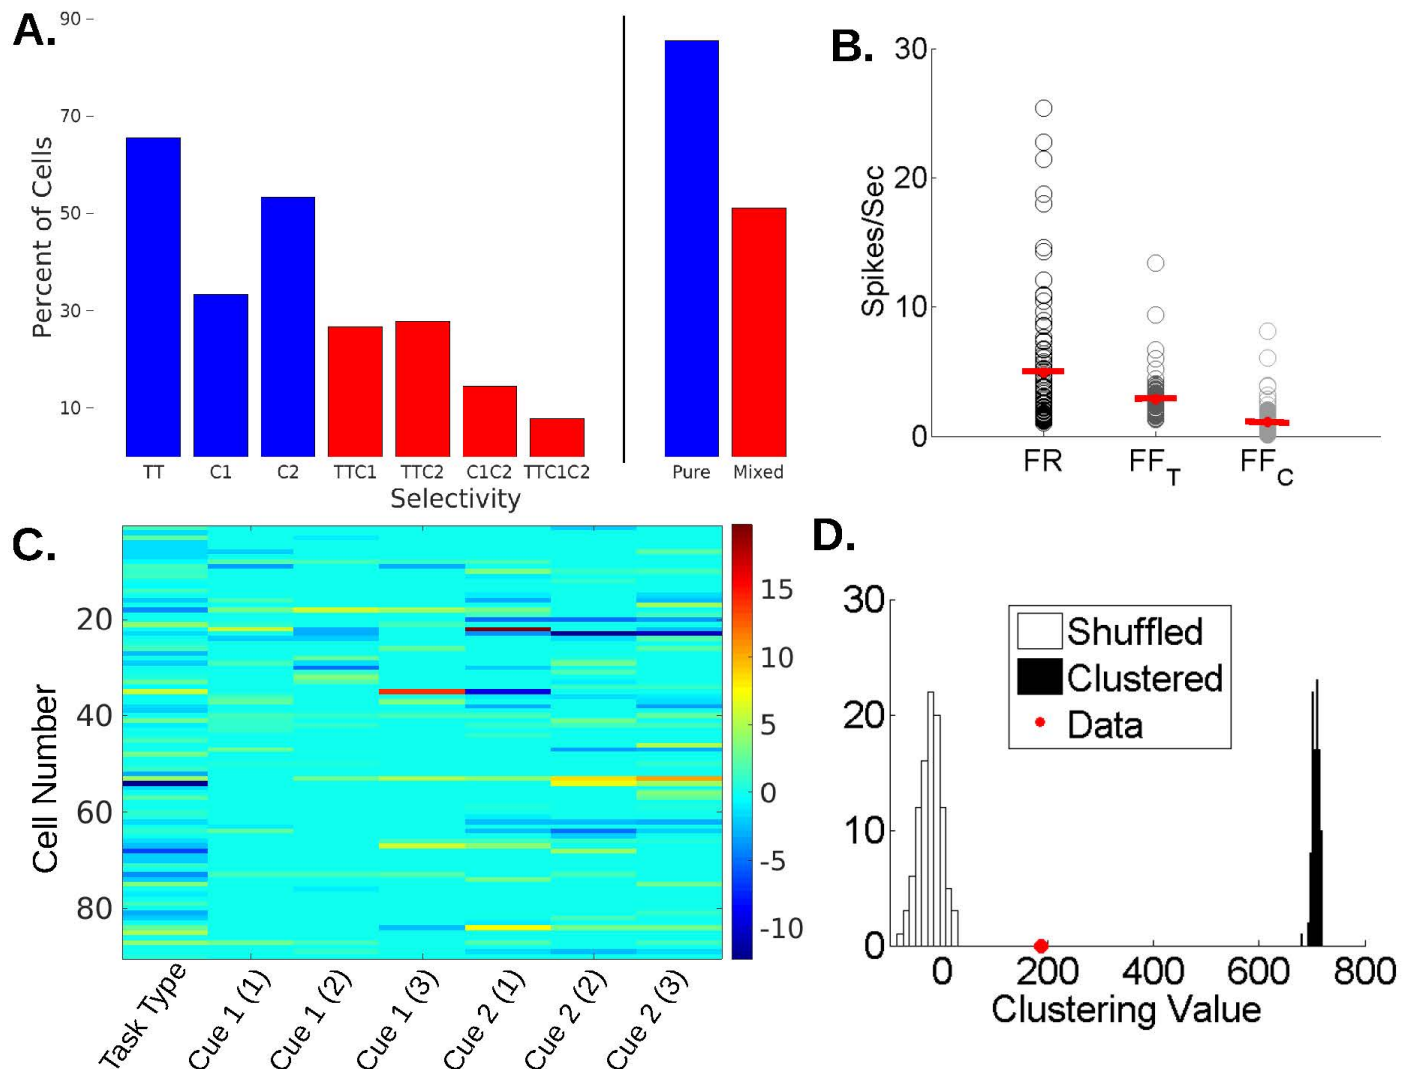 A.
90
70
50
30
10
Percent of Cells
TT C1 C2 TTC1 TTC2 C1C2 TTC1C2 Pure Mixed
Selectivity
B.
30
20
10
0
Spikes/Sec
FR FF_T FF_C
C.
20
40
60
80
Cell Number
Task Type Cue 1 (1) Cue 1 (2) Cue 1 (3) Cue 2 (1) Cue 2 (2) Cue 2 (3)
15
10
5
0
-5
-10
D.
30
20
10
0
Shuffled
Clustered
Data
0 200 400 600 800
Clustering Value